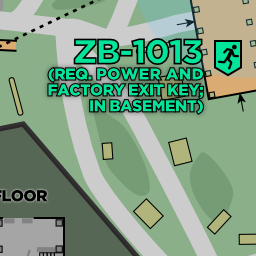 ZB-1013
(REQ. POWER AND
FACTORY EXIT KEY;
IN BASEMENT)
FLOOR